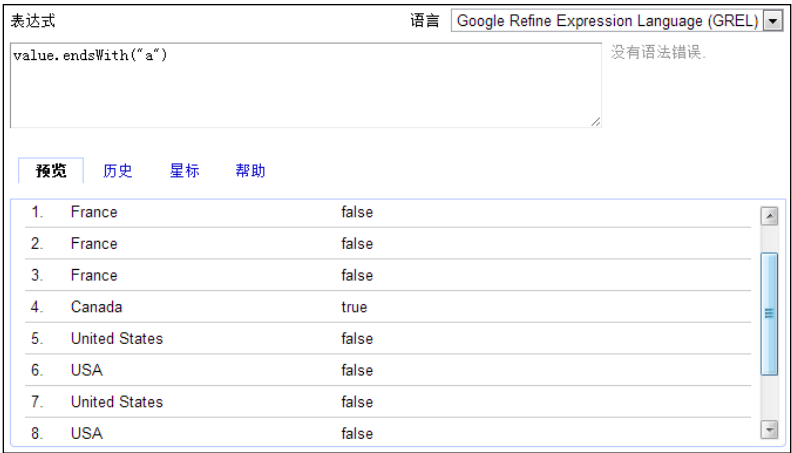 表达式 语言 Google Refine Expression Language (GREL)
value.endsWith("a") 没有语法错误.
预览 历史 星标 帮助
1. France false
2. France false
3. France false
4. Canada true
5. United States false
6. USA false
7. United States false
8. USA false